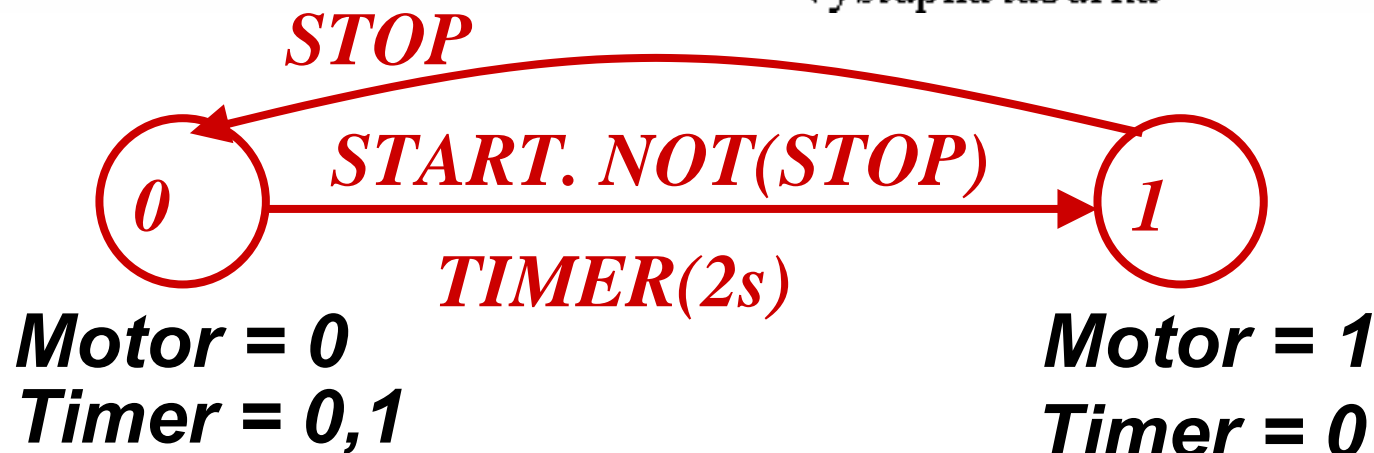 STOP
START. NOT(STOP)
0
1
TIMER(2s)
Motor = 0
Motor = 1
Timer = 0,1
Timer = 0